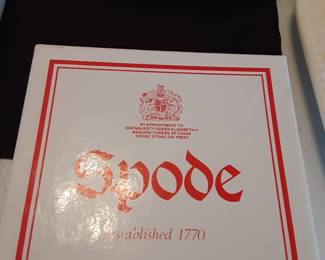 BY APPOINTMENT TO
HER MAJESTY QUEEN ELIZABETH II
MANUFACTURERS OF CHINA
SPODE STOKE-ON-TRENT
Spode
Established 1770